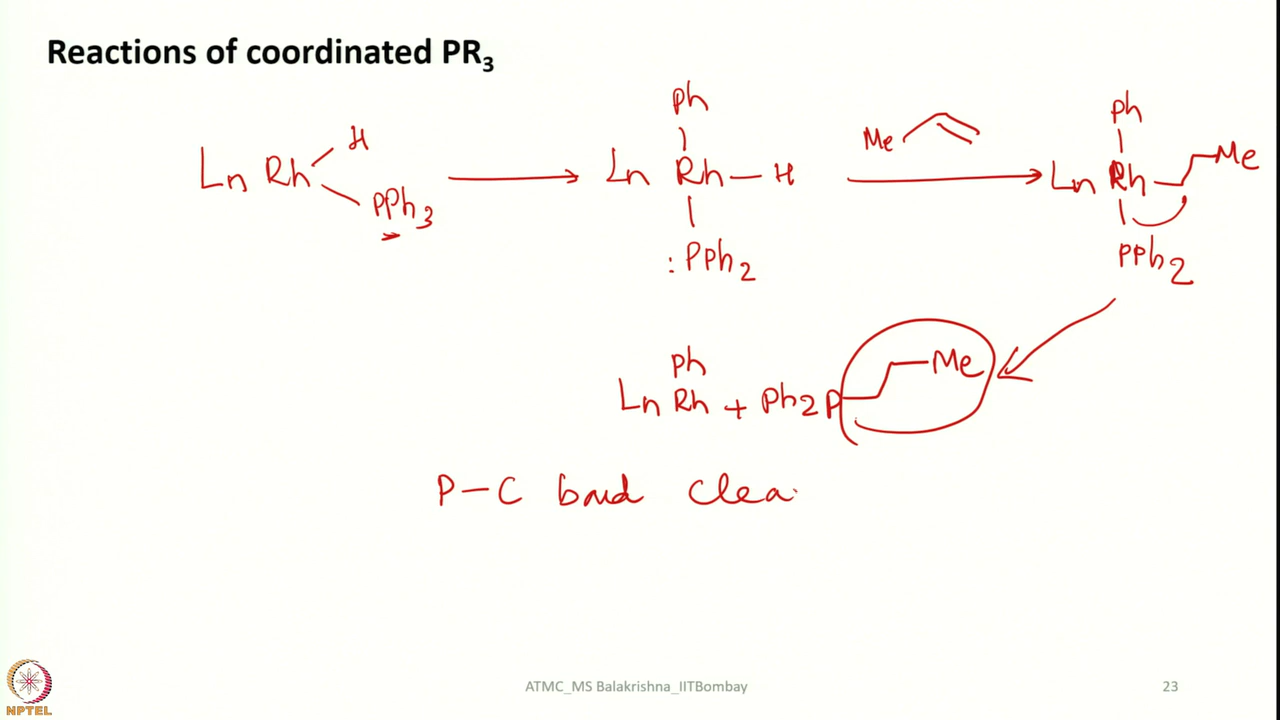 Reactions of coordinated PR3
Ln Rh H PPh3
Ph
Ln Rh-H
:PPh2
Me
Ph
Ln Rh Me
PPh2
Ph
Ln Rh + Ph2P Me
P-C bond clea
NPTEL
ATMC_MS Balakrishna_IITBombay
23